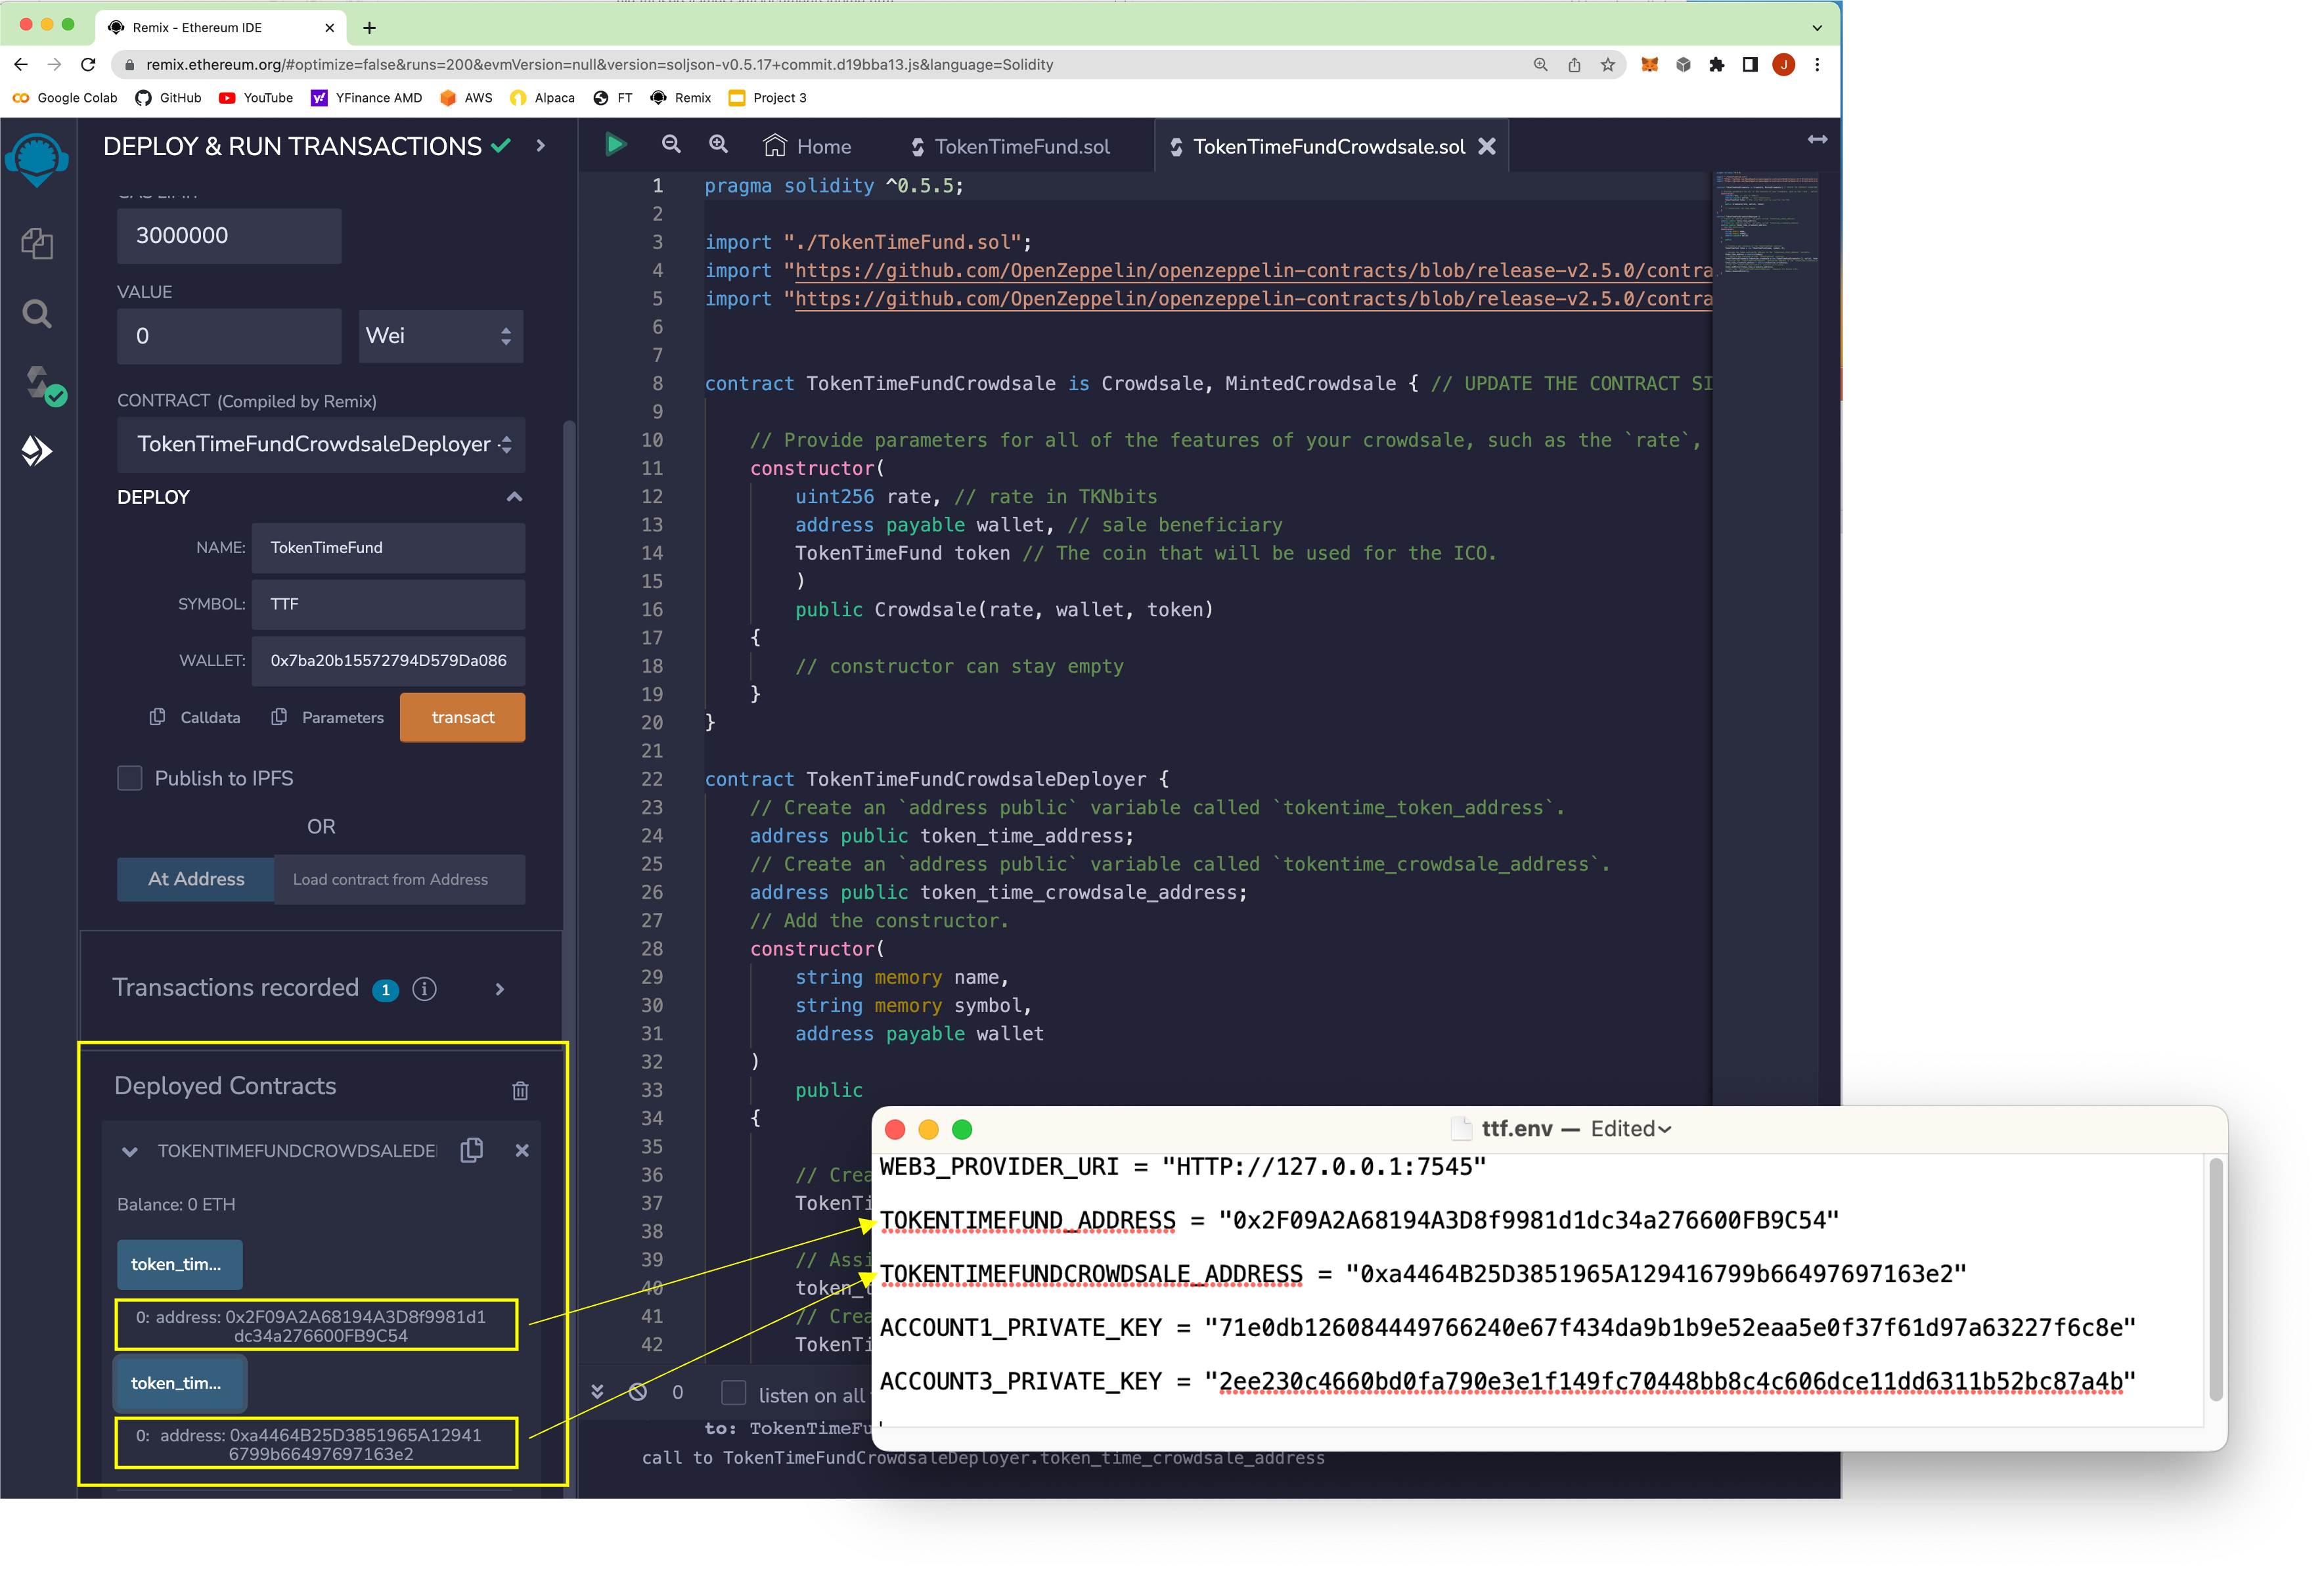 Remix - Ethereum IDE
remix.ethereum.org/#optimize=false&runs=200&evmVersion=null&version=soljson-v0.5.17+commit.d19bba13.js&language=Solidity
J
Google Colab GitHub YouTube YFinance AMD AWS Alpaca FT Remix Project 3
DEPLOY & RUN TRANSACTIONS
GAS LIMIT
3000000
VALUE
0 Wei
CONTRACT (Compiled by Remix)
TokenTimeFundCrowdsaleDeployer -
DEPLOY
NAME: TokenTimeFund
SYMBOL: TTF
WALLET: 0x7ba20b15572794D579Da086
Calldata Parameters transact
Publish to IPFS
OR
At Address Load contract from Address
Transactions recorded 1 i
Deployed Contracts
TOKENTIMEFUNDCROWDSALEDE
Balance: 0 ETH
token_tim...
0: address: 0x2F09A2A68194A3D8f9981d1
dc34a276600FB9C54
token_tim...
0: address: 0xa4464B25D3851965A12941
6799b66497697163e2
Home TokenTimeFund.sol TokenTimeFundCrowdsale.sol
1 pragma solidity ^0.5.5;
2
3 import "./TokenTimeFund.sol";
4 import "https://github.com/OpenZeppelin/openzeppelin-contracts/blob/release-v2.5.0/contra
5 import "https://github.com/OpenZeppelin/openzeppelin-contracts/blob/release-v2.5.0/contra
6
7
8 contract TokenTimeFundCrowdsale is Crowdsale, MintedCrowdsale { // UPDATE THE CONTRACT SI
9
10 // Provide parameters for all of the features of your crowdsale, such as the `rate`,
11 constructor(
12 uint256 rate, // rate in TKNbits
13 address payable wallet, // sale beneficiary
14 TokenTimeFund token // The coin that will be used for the ICO.
15 )
16 public Crowdsale(rate, wallet, token)
17 {
18 // constructor can stay empty
19 }
20 }
21
22 contract TokenTimeFundCrowdsaleDeployer {
23 // Create an `address public` variable called `tokentime_token_address`.
24 address public token_time_address;
25 // Create an `address public` variable called `tokentime_crowdsale_address`.
26 address public token_time_crowdsale_address;
27 // Add the constructor.
28 constructor(
29 string memory name,
30 string memory symbol,
31 address payable wallet
32 )
33 public
34 {
35
36 // Crea
37 TokenTi
38
39 // Assi
40 token_t
41 // Crea
42 TokenTi
0 listen on all
to: TokenTimeFu
call to TokenTimeFundCrowdsaleDeployer.token_time_crowdsale_address
ttf.env — Edited
WEB3_PROVIDER_URI = "HTTP://127.0.0.1:7545"
TOKENTIMEFUND_ADDRESS = "0x2F09A2A68194A3D8f9981d1dc34a276600FB9C54"
TOKENTIMEFUNDCROWDSALE_ADDRESS = "0xa4464B25D3851965A129416799b66497697163e2"
ACCOUNT1_PRIVATE_KEY = "71e0db126084449766240e67f434da9b1b9e52eaa5e0f37f61d97a63227f6c8e"
ACCOUNT3_PRIVATE_KEY = "2ee230c4660bd0fa790e3e1f149fc70448bb8c4c606dce11dd6311b52bc87a4b"